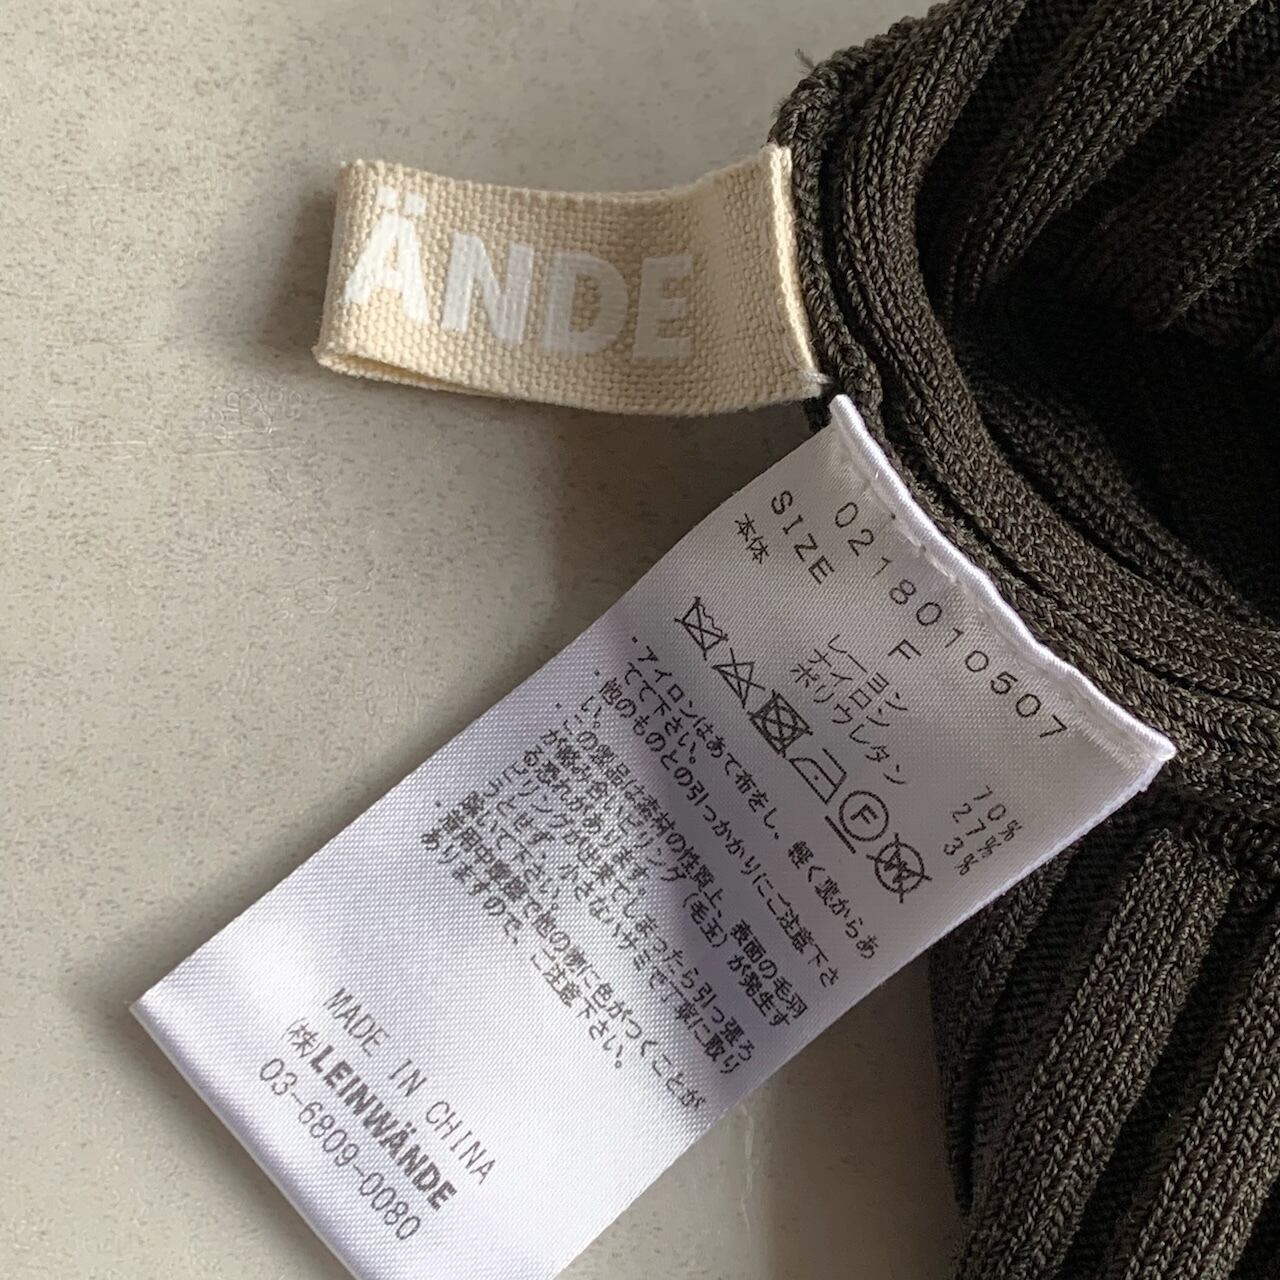 ÄNDE
0218010507
SIZE F
本体
レーヨン 70%
ナイロン 27%
ポリウレタン 3%
F
W
・アイロンはあて布をし、軽く裏からあ
てて下さい。
・他のものとの引っかかりにご注意下さ
い。
・この製品は素材の性質上、表面の毛羽
が絡み合いピリング(毛玉)が発生す
る恐れがあります。
ピリングが出来てしまったら引っ張ろ
うとせず、小さなハサミで丁寧に取り
除いて下さい。
・着用中摩擦で他の物に色がつくことが
ありますので、ご注意下さい。
MADE IN CHINA
(株)LEINWÄNDE
03-6809-0080